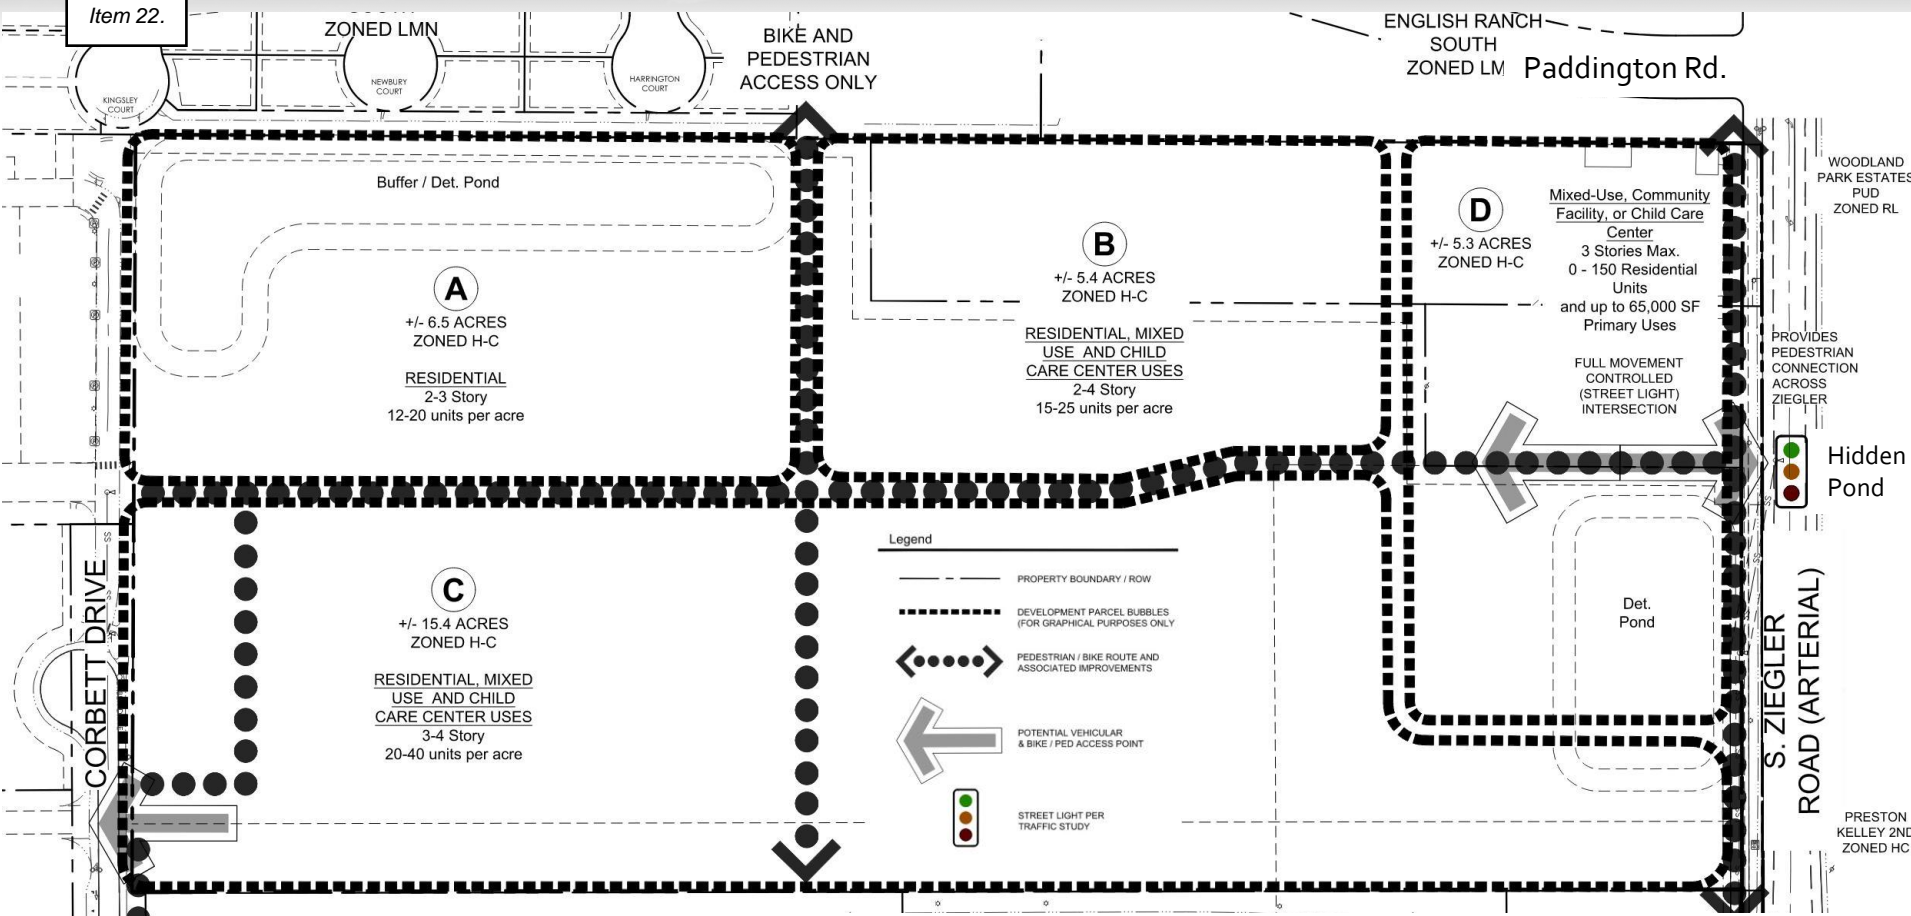 Item 22.
ZONED LMN
BIKE AND
PEDESTRIAN
ACCESS ONLY
ENGLISH RANCH
SOUTH
ZONED LM
Paddington Rd.
KINGSLEY
COURT
NEWBURY
COURT
HARRINGTON
COURT
WOODLAND
PARK ESTATES
PUD
ZONED RL
Buffer / Det. Pond
A
+/- 6.5 ACRES
ZONED H-C
RESIDENTIAL
2-3 Story
12-20 units per acre
B
+/- 5.4 ACRES
ZONED H-C
RESIDENTIAL, MIXED
USE AND CHILD
CARE CENTER USES
2-4 Story
15-25 units per acre
D
+/- 5.3 ACRES
ZONED H-C
Mixed-Use, Community
Facility, or Child Care
Center
3 Stories Max.
0 - 150 Residential
Units
and up to 65,000 SF
Primary Uses
FULL MOVEMENT
CONTROLLED
(STREET LIGHT)
INTERSECTION
PROVIDES
PEDESTRIAN
CONNECTION
ACROSS
ZIEGLER
Hidden
Pond
C
+/- 15.4 ACRES
ZONED H-C
RESIDENTIAL, MIXED
USE AND CHILD
CARE CENTER USES
3-4 Story
20-40 units per acre
Legend
PROPERTY BOUNDARY / ROW
DEVELOPMENT PARCEL BUBBLES
(FOR GRAPHICAL PURPOSES ONLY
PEDESTRIAN / BIKE ROUTE AND
ASSOCIATED IMPROVEMENTS
POTENTIAL VEHICULAR
& BIKE / PED ACCESS POINT
STREET LIGHT PER
TRAFFIC STUDY
Det.
Pond
CORBETT DRIVE
S. ZIEGLER
ROAD (ARTERIAL)
PRESTON
KELLEY 2ND
ZONED HC